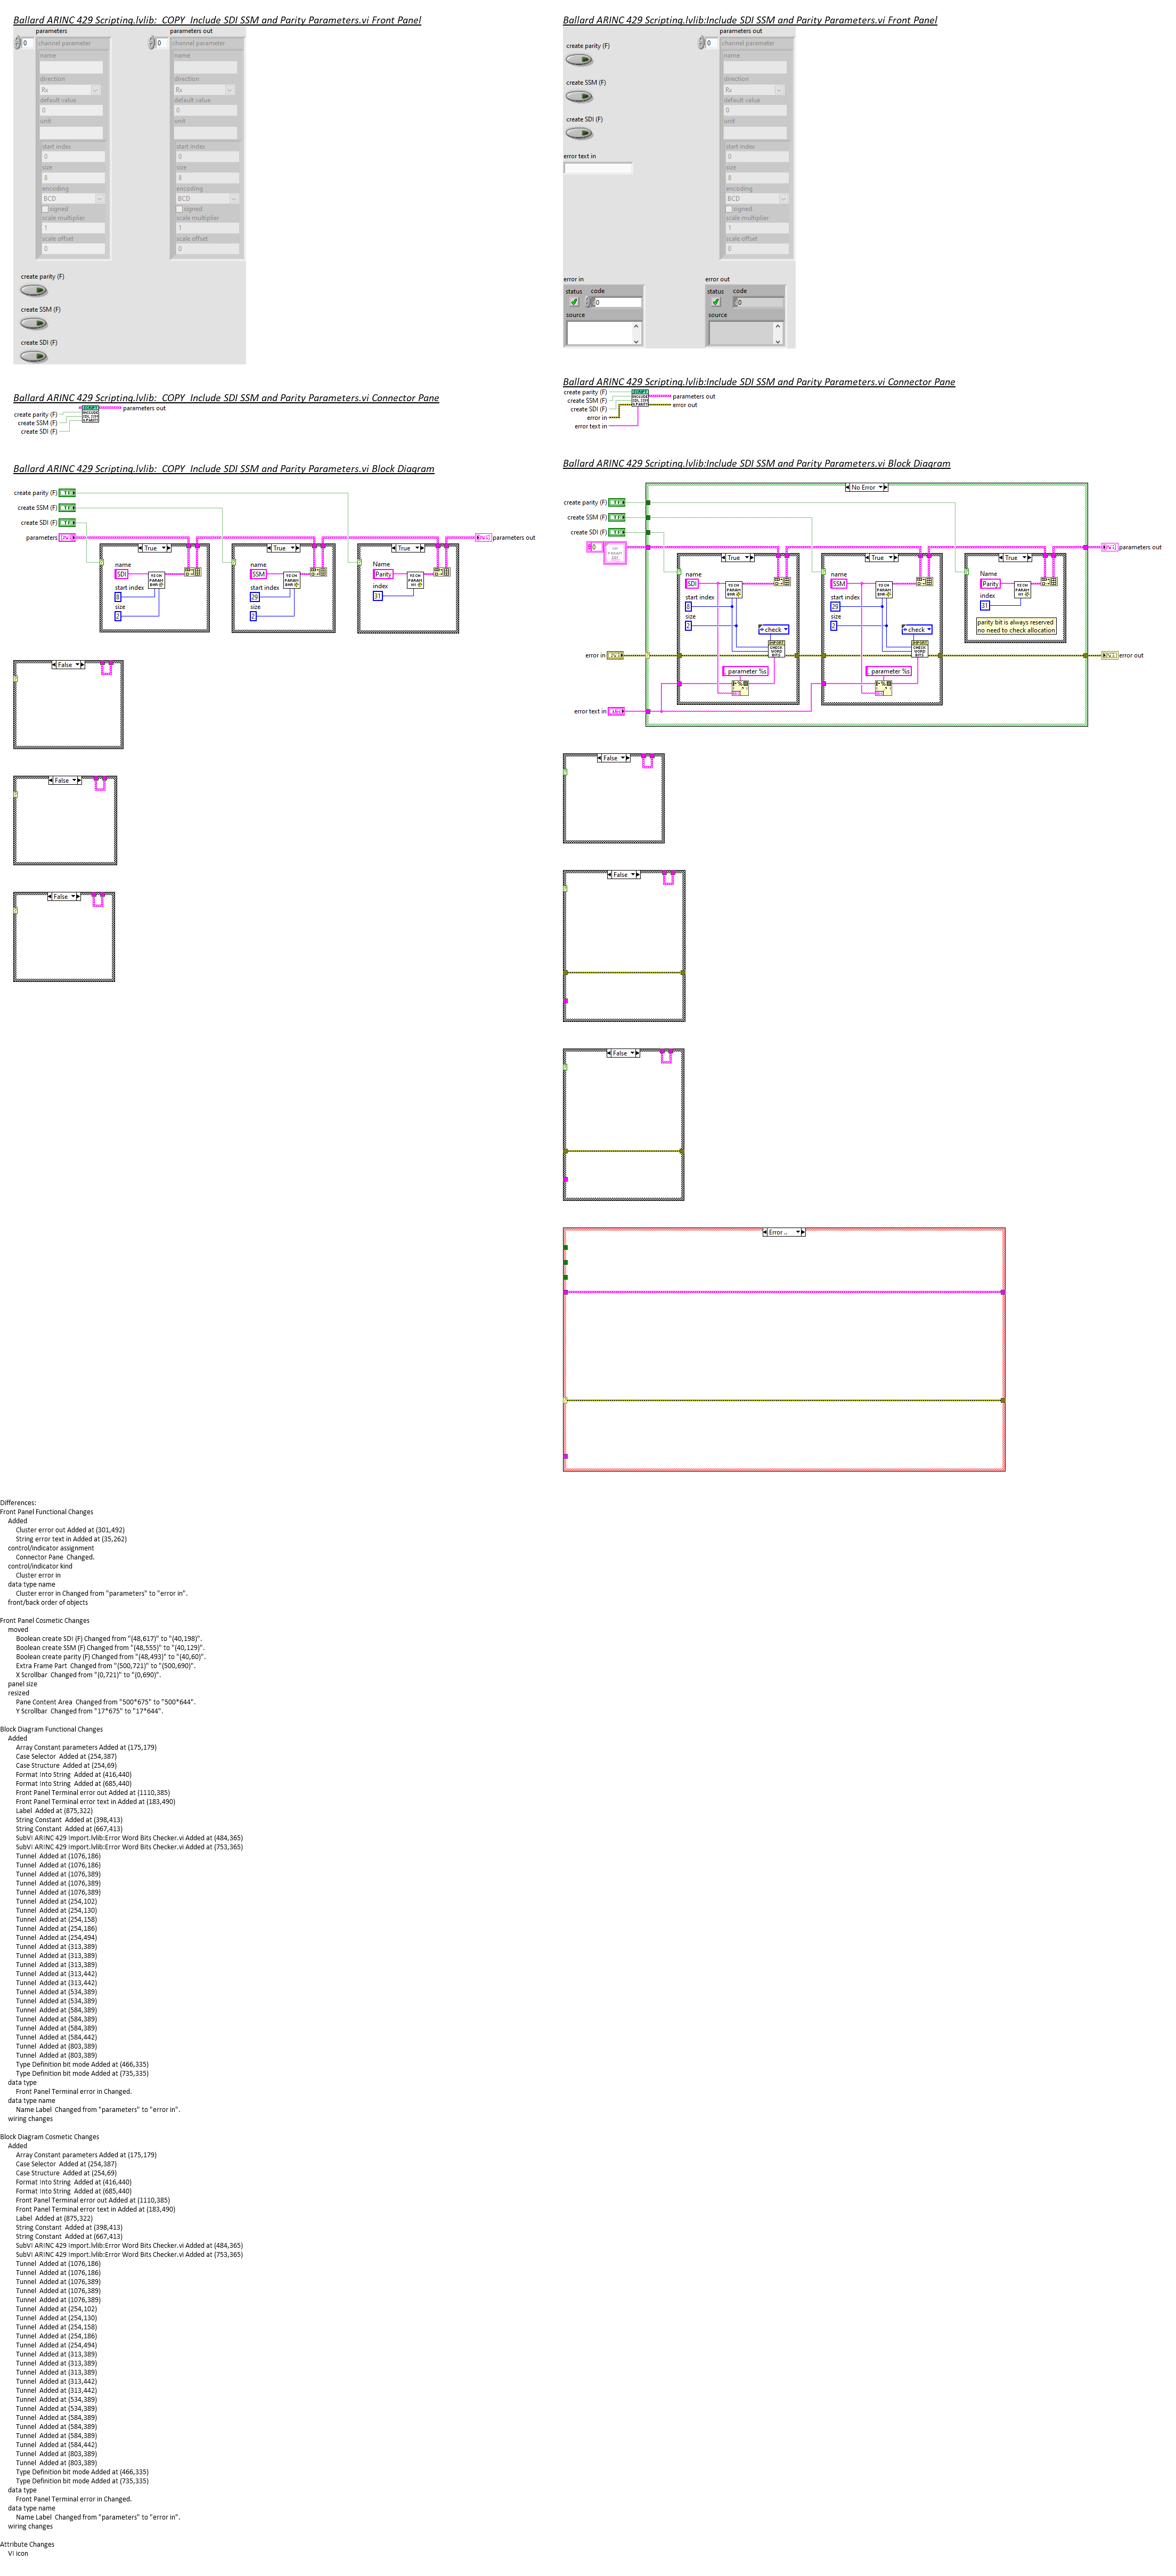 Ballard ARINC 429 Scripting.lvlib:_COPY_Include SDI SSM and Parity Parameters.vi Front Panel
parameters
parameters out
0
channel parameter
0
channel parameter
name
name
direction
direction
Rx
Rx
default value
default value
0
0
unit
unit
start index
start index
0
0
size
size
8
8
encoding
encoding
BCD
BCD
signed
signed
scale multiplier
scale multiplier
1
1
scale offset
scale offset
0
0
create parity (F)
create SSM (F)
create SDI (F)
Ballard ARINC 429 Scripting.lvlib:_COPY_Include SDI SSM and Parity Parameters.vi Connector Pane
parameters out
create parity (F)
create SSM (F)
create SDI (F)
Ballard ARINC 429 Scripting.lvlib:_COPY_Include SDI SSM and Parity Parameters.vi Block Diagram
create parity (F)
create SSM (F)
create SDI (F)
parameters
parameters out
True
True
True
name
SDI
start index
8
size
2
name
SSM
start index
29
size
2
Name
Parity
index
31
False
False
False
Ballard ARINC 429 Scripting.lvlib:Include SDI SSM and Parity Parameters.vi Front Panel
parameters out
create parity (F)
0
channel parameter
name
create SSM (F)
direction
Rx
default value
0
create SDI (F)
unit
start index
error text in
0
size
8
encoding
BCD
signed
scale multiplier
1
scale offset
0
error in
error out
status code
status code
0
0
source
source
Ballard ARINC 429 Scripting.lvlib:Include SDI SSM and Parity Parameters.vi Connector Pane
create parity (F)
create SSM (F)
create SDI (F)
error in
error text in
parameters out
error out
Ballard ARINC 429 Scripting.lvlib:Include SDI SSM and Parity Parameters.vi Block Diagram
No Error
create parity (F)
create SSM (F)
create SDI (F)
0
parameters out
True
True
True
name
SDI
start index
8
size
2
check
parameter %s
name
SSM
start index
29
size
2
check
parameter %s
Name
Parity
index
31
parity bit is always reserved
no need to check allocation
error in
error out
error text in
False
False
False
Error ..
Differences:
Front Panel Functional Changes
Added
Cluster error out Added at (301,492)
String error text in Added at (35,262)
control/indicator assignment
Connector Pane  Changed.
control/indicator kind
Cluster error in
data type name
Cluster error in Changed from "parameters" to "error in".
front/back order of objects
Front Panel Cosmetic Changes
moved
Boolean create SDI (F) Changed from "(48,617)" to "(40,198)".
Boolean create SSM (F) Changed from "(48,555)" to "(40,129)".
Boolean create parity (F) Changed from "(48,493)" to "(40,60)".
Extra Frame Part  Changed from "(500,721)" to "(500,690)".
X Scrollbar  Changed from "(0,721)" to "(0,690)".
panel size
resized
Pane Content Area  Changed from "500*675" to "500*644".
Y Scrollbar  Changed from "17*675" to "17*644".
Block Diagram Functional Changes
Added
Array Constant parameters Added at (175,179)
Case Selector  Added at (254,387)
Case Structure  Added at (254,69)
Format Into String  Added at (416,440)
Format Into String  Added at (685,440)
Front Panel Terminal error out Added at (1110,385)
Front Panel Terminal error text in Added at (183,490)
Label  Added at (875,322)
String Constant  Added at (398,413)
String Constant  Added at (667,413)
SubVI ARINC 429 Import.lvlib:Error Word Bits Checker.vi Added at (484,365)
SubVI ARINC 429 Import.lvlib:Error Word Bits Checker.vi Added at (753,365)
Tunnel  Added at (1076,186)
Tunnel  Added at (1076,186)
Tunnel  Added at (1076,389)
Tunnel  Added at (1076,389)
Tunnel  Added at (1076,389)
Tunnel  Added at (254,102)
Tunnel  Added at (254,130)
Tunnel  Added at (254,158)
Tunnel  Added at (254,186)
Tunnel  Added at (254,494)
Tunnel  Added at (313,389)
Tunnel  Added at (313,389)
Tunnel  Added at (313,389)
Tunnel  Added at (313,442)
Tunnel  Added at (313,442)
Tunnel  Added at (534,389)
Tunnel  Added at (534,389)
Tunnel  Added at (584,389)
Tunnel  Added at (584,389)
Tunnel  Added at (584,389)
Tunnel  Added at (584,442)
Tunnel  Added at (803,389)
Tunnel  Added at (803,389)
Type Definition bit mode Added at (466,335)
Type Definition bit mode Added at (735,335)
data type
Front Panel Terminal error in Changed.
data type name
Name Label  Changed from "parameters" to "error in".
wiring changes
Block Diagram Cosmetic Changes
Added
Array Constant parameters Added at (175,179)
Case Selector  Added at (254,387)
Case Structure  Added at (254,69)
Format Into String  Added at (416,440)
Format Into String  Added at (685,440)
Front Panel Terminal error out Added at (1110,385)
Front Panel Terminal error text in Added at (183,490)
Label  Added at (875,322)
String Constant  Added at (398,413)
String Constant  Added at (667,413)
SubVI ARINC 429 Import.lvlib:Error Word Bits Checker.vi Added at (484,365)
SubVI ARINC 429 Import.lvlib:Error Word Bits Checker.vi Added at (753,365)
Tunnel  Added at (1076,186)
Tunnel  Added at (1076,186)
Tunnel  Added at (1076,389)
Tunnel  Added at (1076,389)
Tunnel  Added at (1076,389)
Tunnel  Added at (254,102)
Tunnel  Added at (254,130)
Tunnel  Added at (254,158)
Tunnel  Added at (254,186)
Tunnel  Added at (254,494)
Tunnel  Added at (313,389)
Tunnel  Added at (313,389)
Tunnel  Added at (313,389)
Tunnel  Added at (313,442)
Tunnel  Added at (313,442)
Tunnel  Added at (534,389)
Tunnel  Added at (534,389)
Tunnel  Added at (584,389)
Tunnel  Added at (584,389)
Tunnel  Added at (584,389)
Tunnel  Added at (584,442)
Tunnel  Added at (803,389)
Tunnel  Added at (803,389)
Type Definition bit mode Added at (466,335)
Type Definition bit mode Added at (735,335)
data type
Front Panel Terminal error in Changed.
data type name
Name Label  Changed from "parameters" to "error in".
wiring changes
Attribute Changes
VI icon